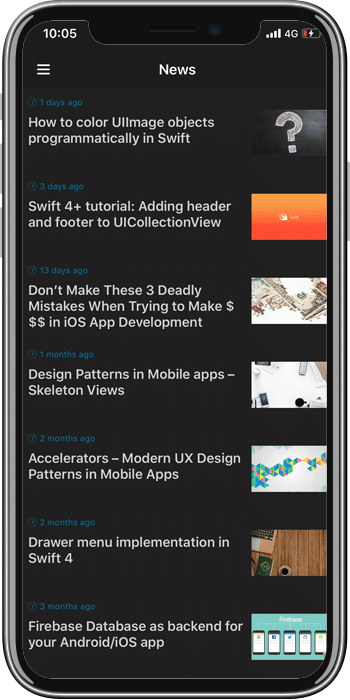 10:05
4G
News
1 days ago
How to color UIImage objects
programmatically in Swift
3 days ago
Swift 4+ tutorial: Adding header
and footer to UICollectionView
Swift
13 days ago
Don't Make These 3 Deadly
Mistakes When Trying to Make $
$$ in iOS App Development
1 months ago
Design Patterns in Mobile apps –
Skeleton Views
2 months ago
Accelerators – Modern UX Design
Patterns in Mobile Apps
2 months ago
Drawer menu implementation in
Swift 4
3 months ago
Firebase Database as backend for
your Android/iOS app
Firebase